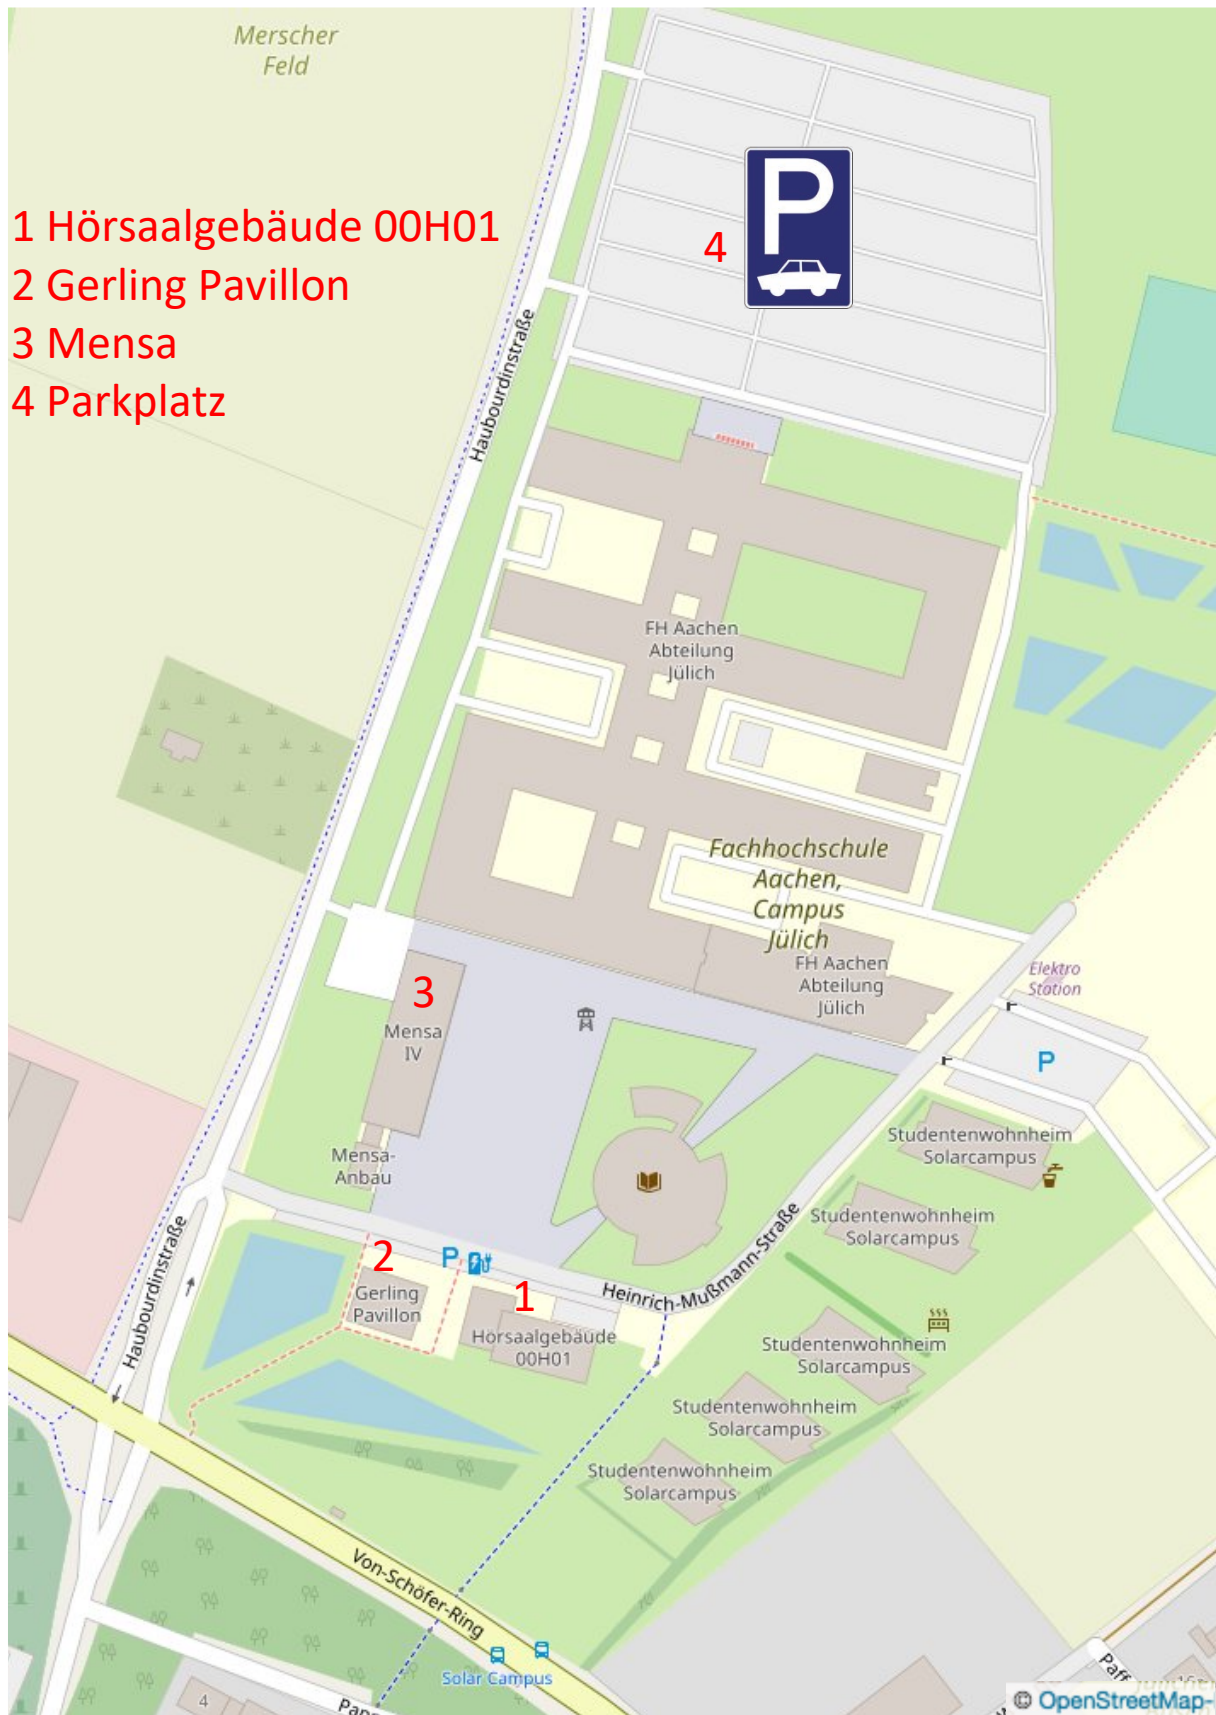 Merscher
Feld
1 Hörsaalgebäude 00H01
2 Gerling Pavillon
3 Mensa
4 Parkplatz
P
4
Haubourdinstraße
FH Aachen
Abteilung
Jülich
Fachhochschule
Aachen,
Campus
Jülich
FH Aachen
Abteilung
Jülich
Elektro
Station
3
Mensa
IV
P
Mensa-
Anbau
Studentenwohnheim
Solarcampus
Studentenwohnheim
Solarcampus
Haubourdinstraße
2
P
Gerling
Pavillon
1
Hörsaalgebäude
00H01
Heinrich-Mußmann-Straße
Studentenwohnheim
Solarcampus
Studentenwohnheim
Solarcampus
Studentenwohnheim
Solarcampus
Von-Schöfer-Ring
Solar Campus
4
© OpenStreetMap-